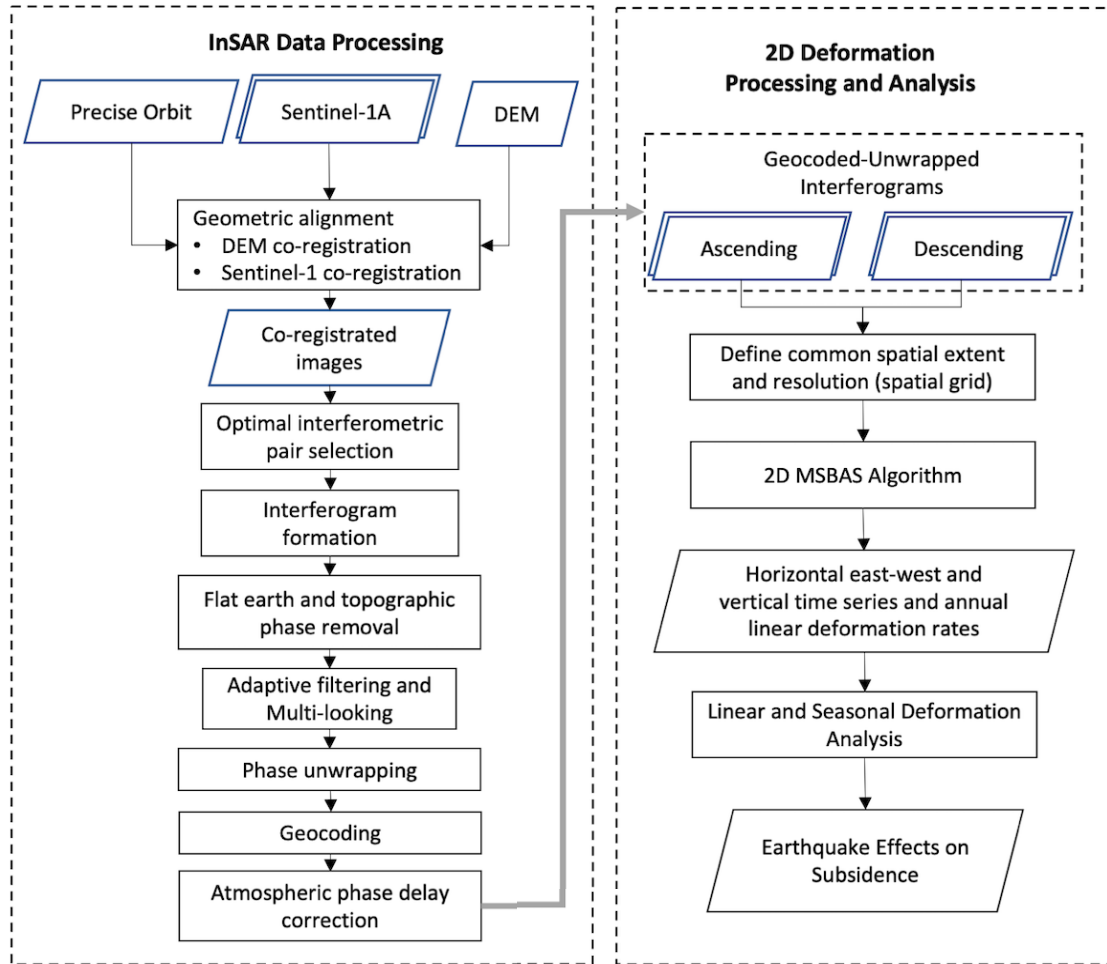 InSAR Data Processing
Precise Orbit
Sentinel-1A
DEM
Geometric alignment
• DEM co-registration
• Sentinel-1 co-registration
Co-registrated
images
Optimal interferometric
pair selection
Interferogram
formation
Flat earth and topographic
phase removal
Adaptive filtering and
Multi-looking
Phase unwrapping
Geocoding
Atmospheric phase delay
correction
2D Deformation
Processing and Analysis
Geocoded-Unwrapped
Interferograms
Ascending
Descending
Define common spatial extent
and resolution (spatial grid)
2D MSBAS Algorithm
Horizontal east-west and
vertical time series and annual
linear deformation rates
Linear and Seasonal Deformation
Analysis
Earthquake Effects on
Subsidence